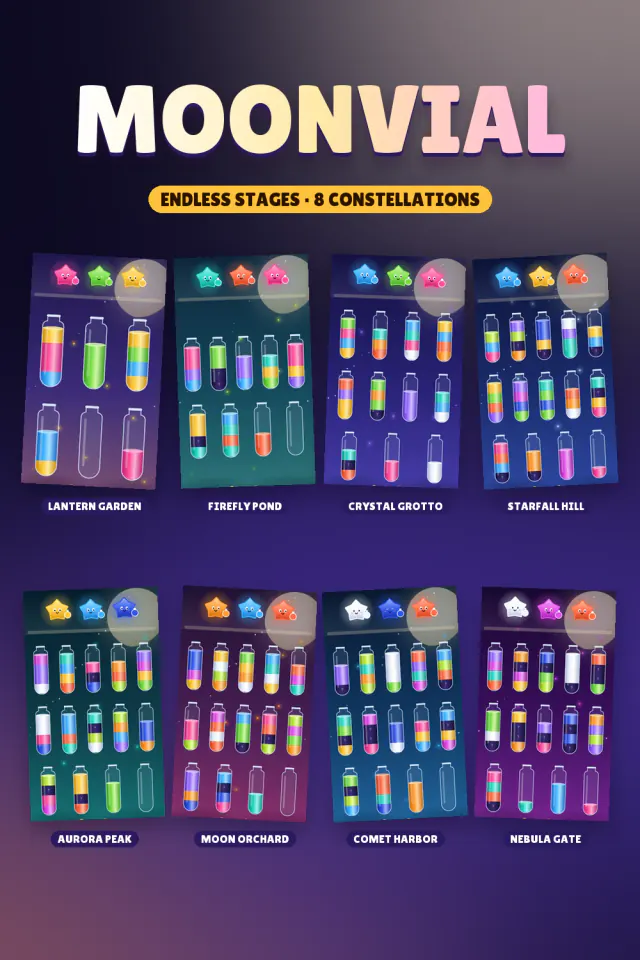 MOONVIAL
ENDLESS STAGES · 8 CONSTELLATIONS
LANTERN GARDEN
FIREFLY POND
CRYSTAL GROTTO
STARFALL HILL
AURORA PEAK
MOON ORCHARD
COMET HARBOR
NEBULA GATE